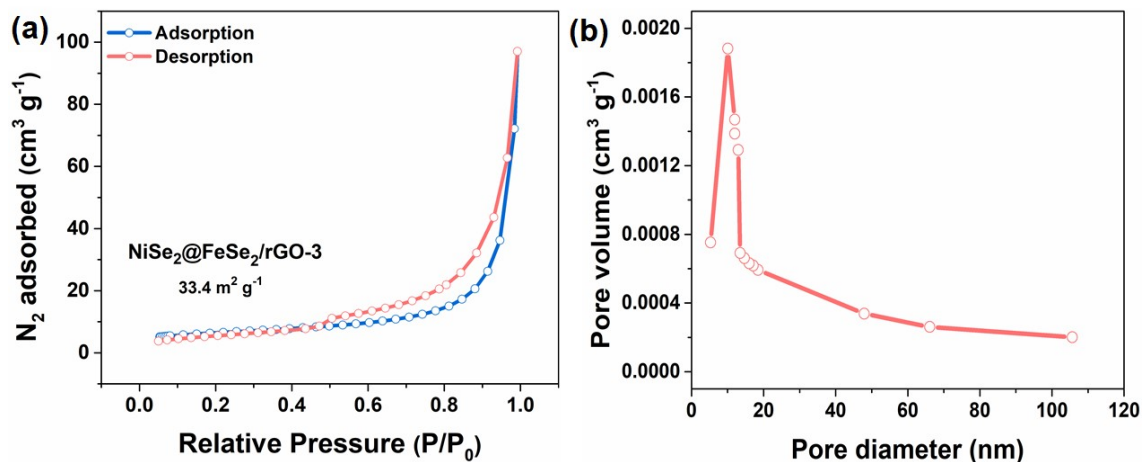 (a)
Adsorption
Desorption
100
80
60
40
20
0
N₂ adsorbed (cm³ g⁻¹)
NiSe₂@FeSe₂/rGO-3
33.4 m² g⁻¹
0.0 0.2 0.4 0.6 0.8 1.0
Relative Pressure (P/P₀)
(b)
0.0020
0.0016
0.0012
0.0008
0.0004
0.0000
Pore volume (cm³ g⁻¹)
0 20 40 60 80 100 120
Pore diameter (nm)